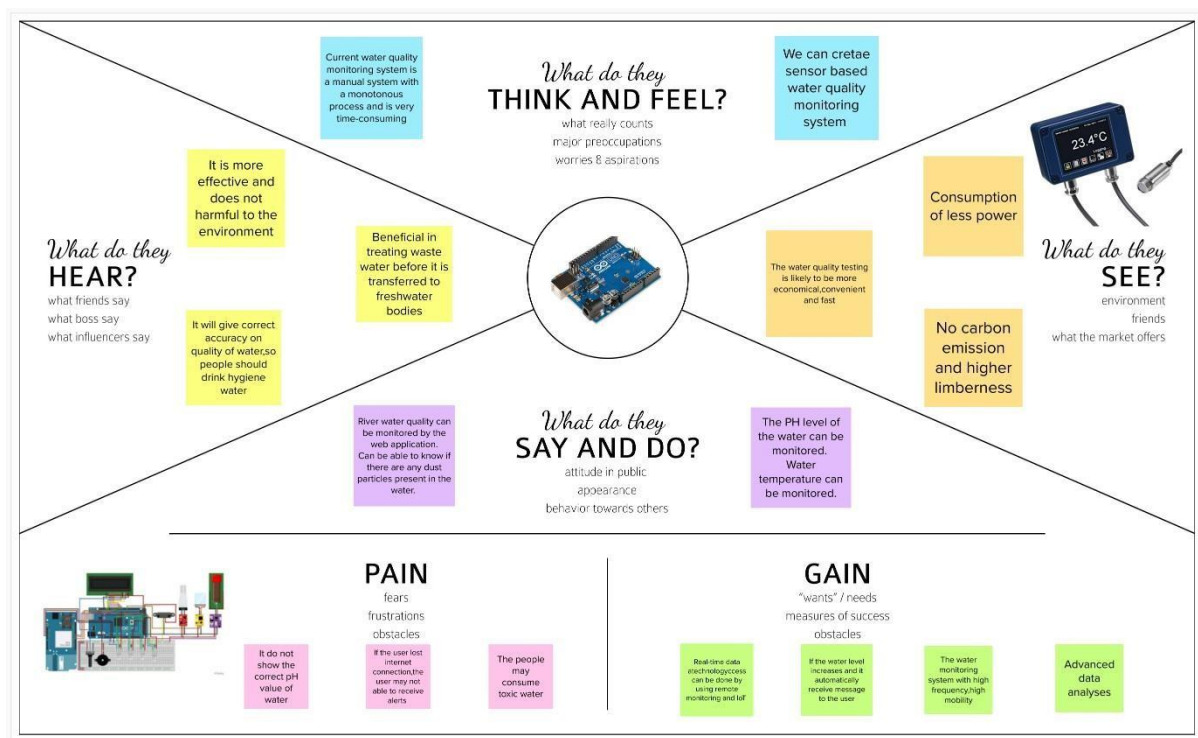 What do they
THINK AND FEEL?
what really counts
major preoccupations
worries & aspirations
Current water quality
monitoring system is
a manual system with
a monotonous
process and is very
time-consuming
We can cretae
sensor based
water quality
monitoring
system
What do they
HEAR?
what friends say
what boss say
what influencers say
It is more
effective and
does not
harmful to the
environment
Beneficial in
treating waste
water before it is
transferred to
freshwater
bodies
It will give correct
accuracy on
quality of water,so
people should
drink hygiene
water
23.4°C
What do they
SEE?
environment
friends
what the market offers
Consumption
of less power
The water quality testing
is likely to be more
economical,convenient
and fast
No carbon
emission
and higher
limberness
What do they
SAY AND DO?
attitude in public
appearance
behavior towards others
River water quality can
be monitored by the
web application.
Can be able to know if
there are any dust
particles present in the
water.
The PH level of
the water can be
monitored.
Water
temperature can
be monitored.
PAIN
fears
frustrations
obstacles
It do not
show the
correct pH
value of
water
If the user lost
internet
connection,the
user may not
able to receive
alerts
The people
may
consume
toxic water
GAIN
"wants" / needs
measures of success
obstacles
Real-time data
atechnologyccess
can be done by
using remote
monitoring and IoT
If the water level
increases and it
automatically
receive message
to the user
The water
monitoring
system with high
frequency,high
mobility
Advanced
data
analyses